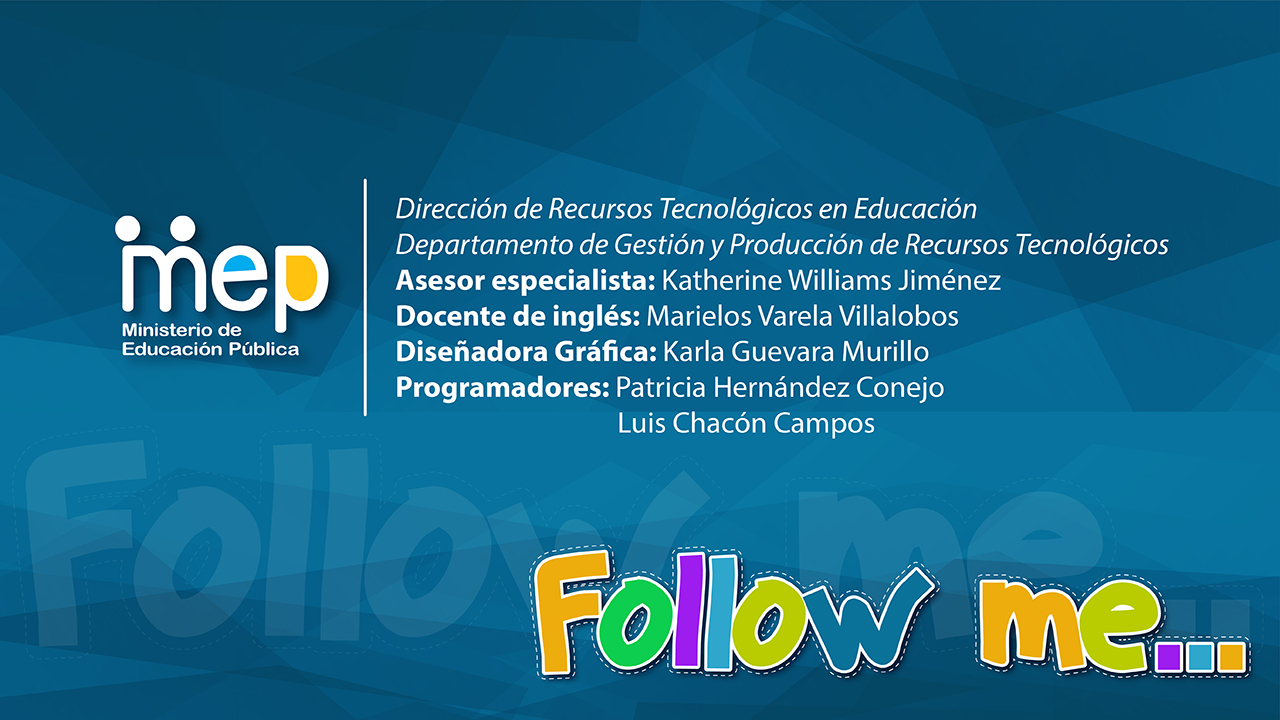 mep
Ministerio de
Educación Pública
Dirección de Recursos Tecnológicos en Educación
Departamento de Gestión y Producción de Recursos Tecnológicos
Asesor especialista: Katherine Williams Jiménez
Docente de inglés: Marielos Varela Villalobos
Diseñadora Gráfica: Karla Guevara Murillo
Programadores: Patricia Hernández Conejo
Luis Chacón Campos
Follow me...
Follow me...